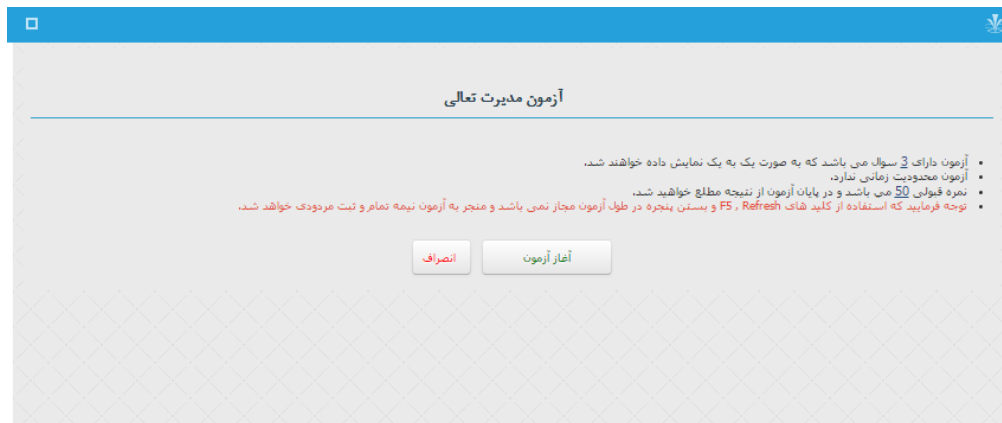 آزمون مدیرت تعالی
آزمون دارای 3 سوال می باشد که به صورت یک به یک نمایش داده خواهند شد.
آزمون محدودیت زمانی ندارد.
نمره قبولی 50 می باشد و در پایان آزمون از نتیجه مطلع خواهید شد.
توجه فرمایید که استفاده از کلید های F5 , Refresh و بستن پنجره در طول آزمون مجاز نمی باشد و منجر به آزمون نیمه تمام و ثبت مردودی خواهد شد.
آغاز آزمون انصراف